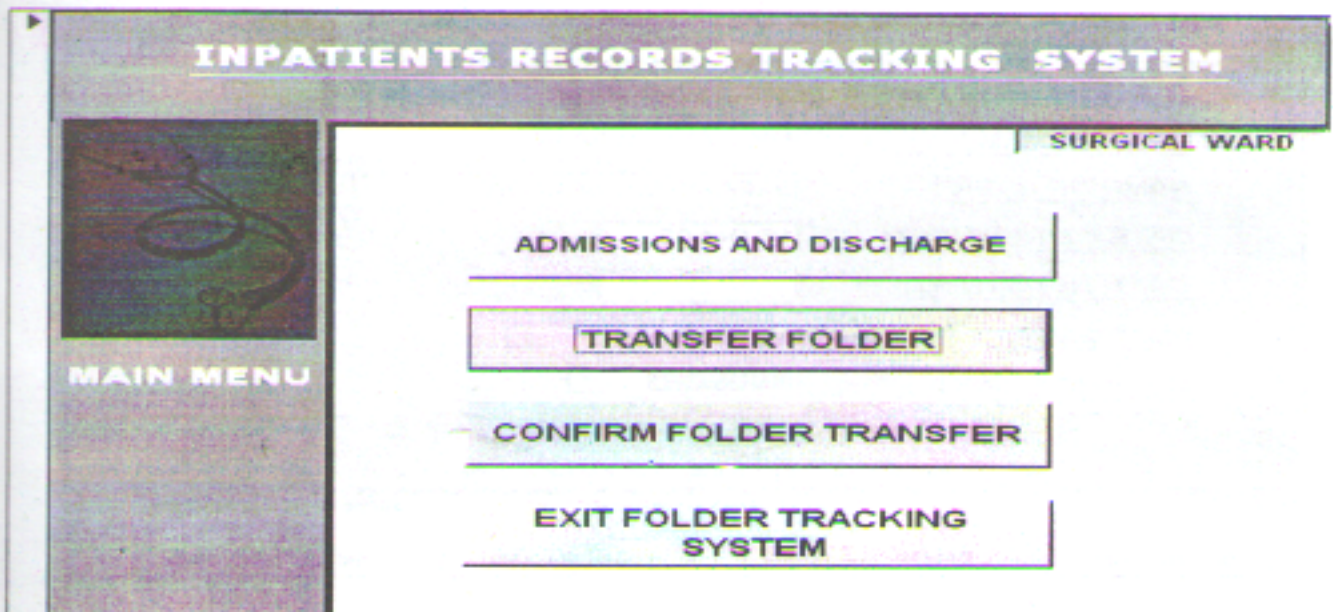 INPATIENTS RECORDS TRACKING SYSTEM
SURGICAL WARD
ADMISSIONS AND DISCHARGE
TRANSFER FOLDER
MAIN MENU
CONFIRM FOLDER TRANSFER
EXIT FOLDER TRACKING
SYSTEM